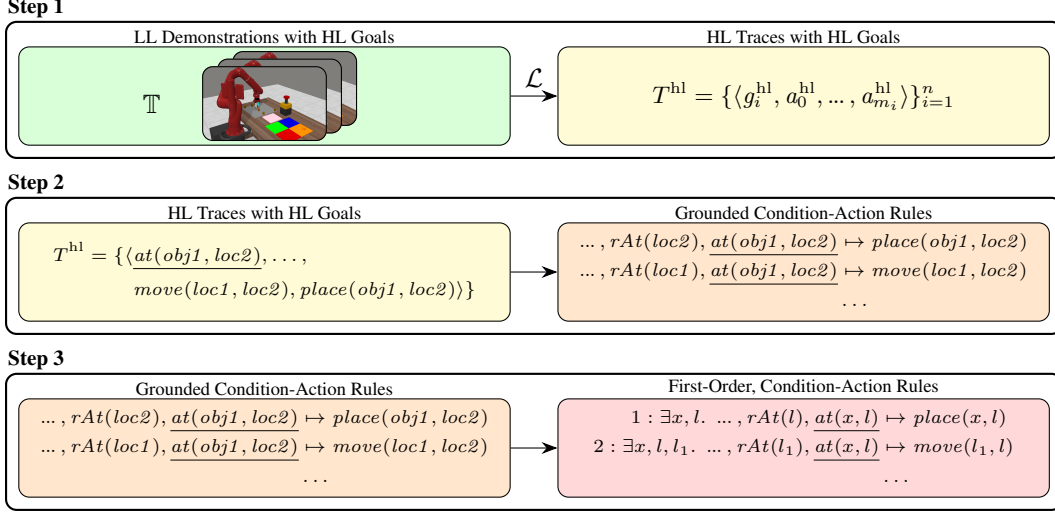 Step 1
LL Demonstrations with HL Goals
𝕋
ℒ
HL Traces with HL Goals
T^hl = {⟨g_i^hl, a_0^hl, ..., a_{m_i}^hl⟩}_{i=1}^n
Step 2
HL Traces with HL Goals
T^hl = {⟨at(obj1, loc2), ...,
move(loc1, loc2), place(obj1, loc2)⟩}
Grounded Condition-Action Rules
..., rAt(loc2), at(obj1, loc2) ↦ place(obj1, loc2)
..., rAt(loc1), at(obj1, loc2) ↦ move(loc1, loc2)
...
Step 3
Grounded Condition-Action Rules
..., rAt(loc2), at(obj1, loc2) ↦ place(obj1, loc2)
..., rAt(loc1), at(obj1, loc2) ↦ move(loc1, loc2)
...
First-Order, Condition-Action Rules
1 : ∃x, l. ..., rAt(l), at(x, l) ↦ place(x, l)
2 : ∃x, l, l₁. ..., rAt(l₁), at(x, l) ↦ move(l₁, l)
...